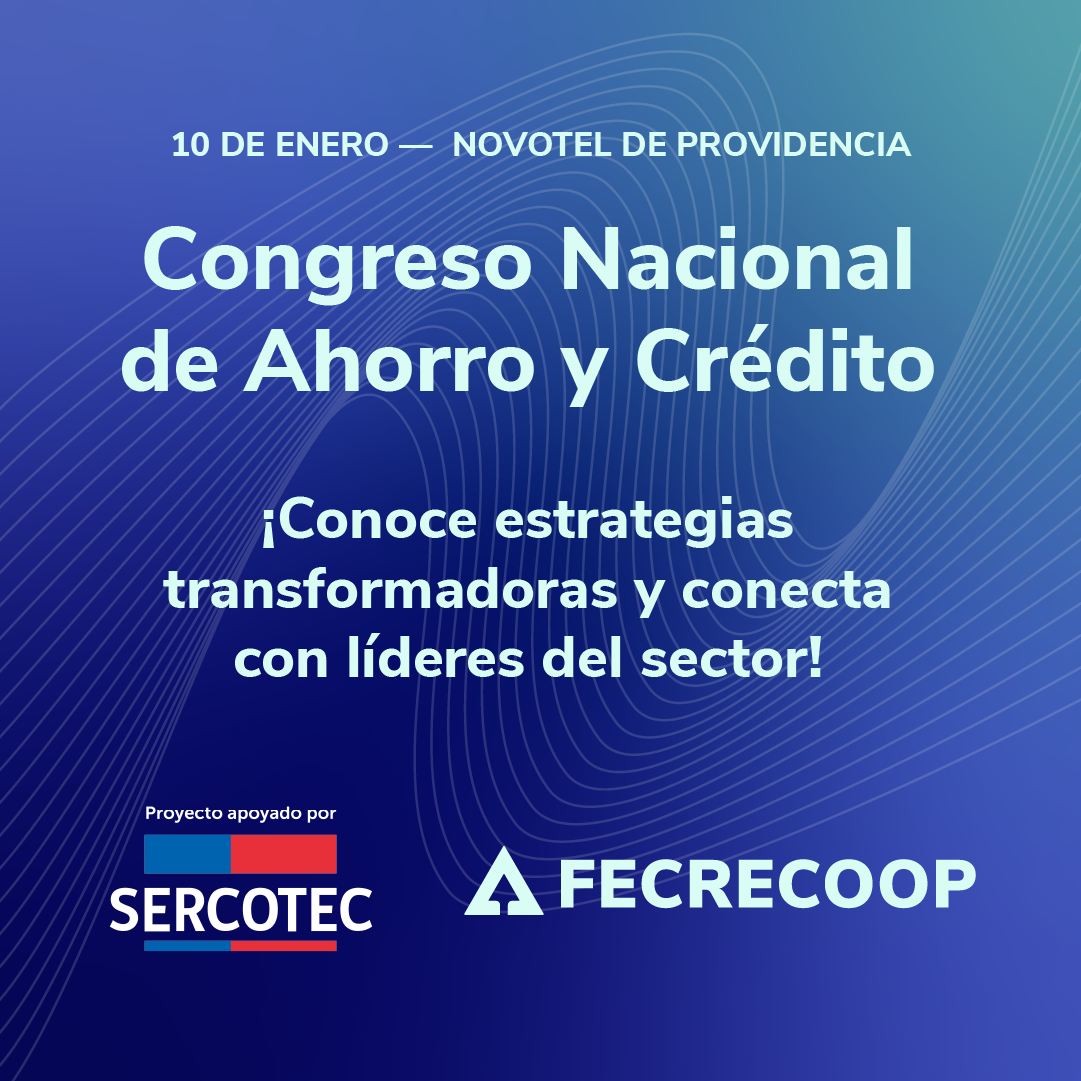 10 DE ENERO — NOVOTEL DE PROVIDENCIA
Congreso Nacional
de Ahorro y Crédito
¡Conoce estrategias
transformadoras y conecta
con líderes del sector!
Proyecto apoyado por
SERCOTEC
FECRECOOP